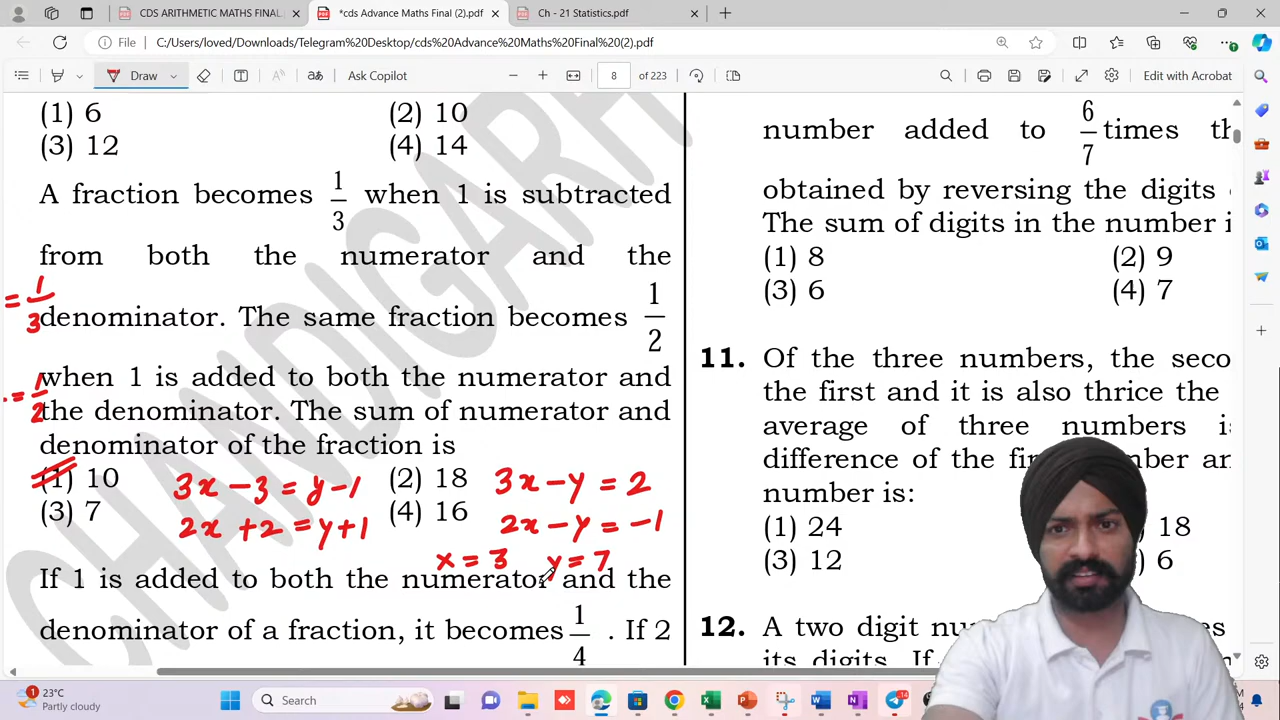 CDS ARITHMETIC MATHS FINAL
*cds Advance Maths Final (2).pdf
Ch - 21 Statistics.pdf
File
C:/Users/loved/Downloads/Telegram%20Desktop/cds%20Advance%20Maths%20Final%20(2).pdf
Draw
Ask Copilot
8 of 223
Edit with Acrobat
CHANDIGARH
(1) 6 (2) 10
(3) 12 (4) 14
A fraction becomes 1/3 when 1 is subtracted
from both the numerator and the
= 1/3
denominator. The same fraction becomes 1/2
when 1 is added to both the numerator and
= 1/2
the denominator. The sum of numerator and
denominator of the fraction is
(1) 10 (2) 18
(3) 7 (4) 16
3x - 3 = y - 1
2x + 2 = y + 1
3x - y = 2
2x - y = -1
x = 3 y = 7
If 1 is added to both the numerator and the
denominator of a fraction, it becomes 1/4 . If 2
number added to 6/7 times th
obtained by reversing the digits
The sum of digits in the number i
(1) 8 (2) 9
(3) 6 (4) 7
11. Of the three numbers, the seco
the first and it is also thrice the
average of three numbers i
difference of the fir
number is:
(1) 24 18
(3) 12 6
12. A two digit
its digits. If
23°C
Partly cloudy
Search